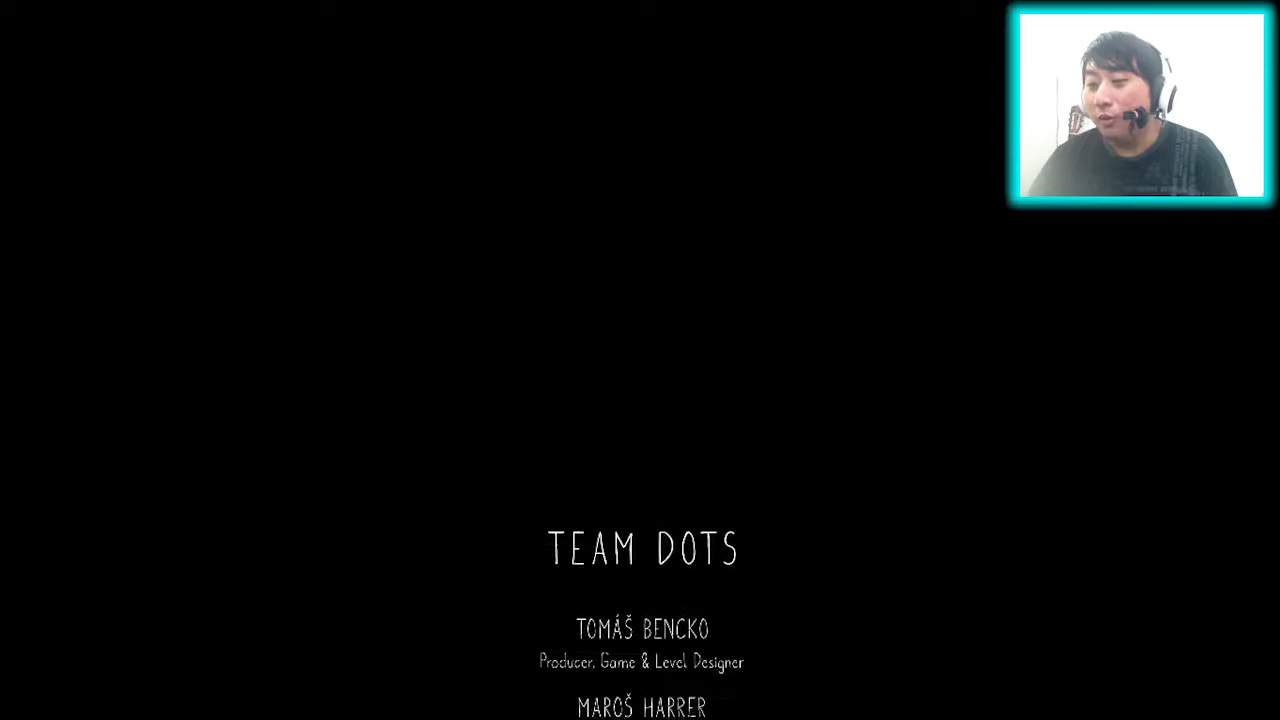 TEAM DOTS
TOMÁŠ BENCKO
Producer, Game & Level Designer
MAROŠ HARRER